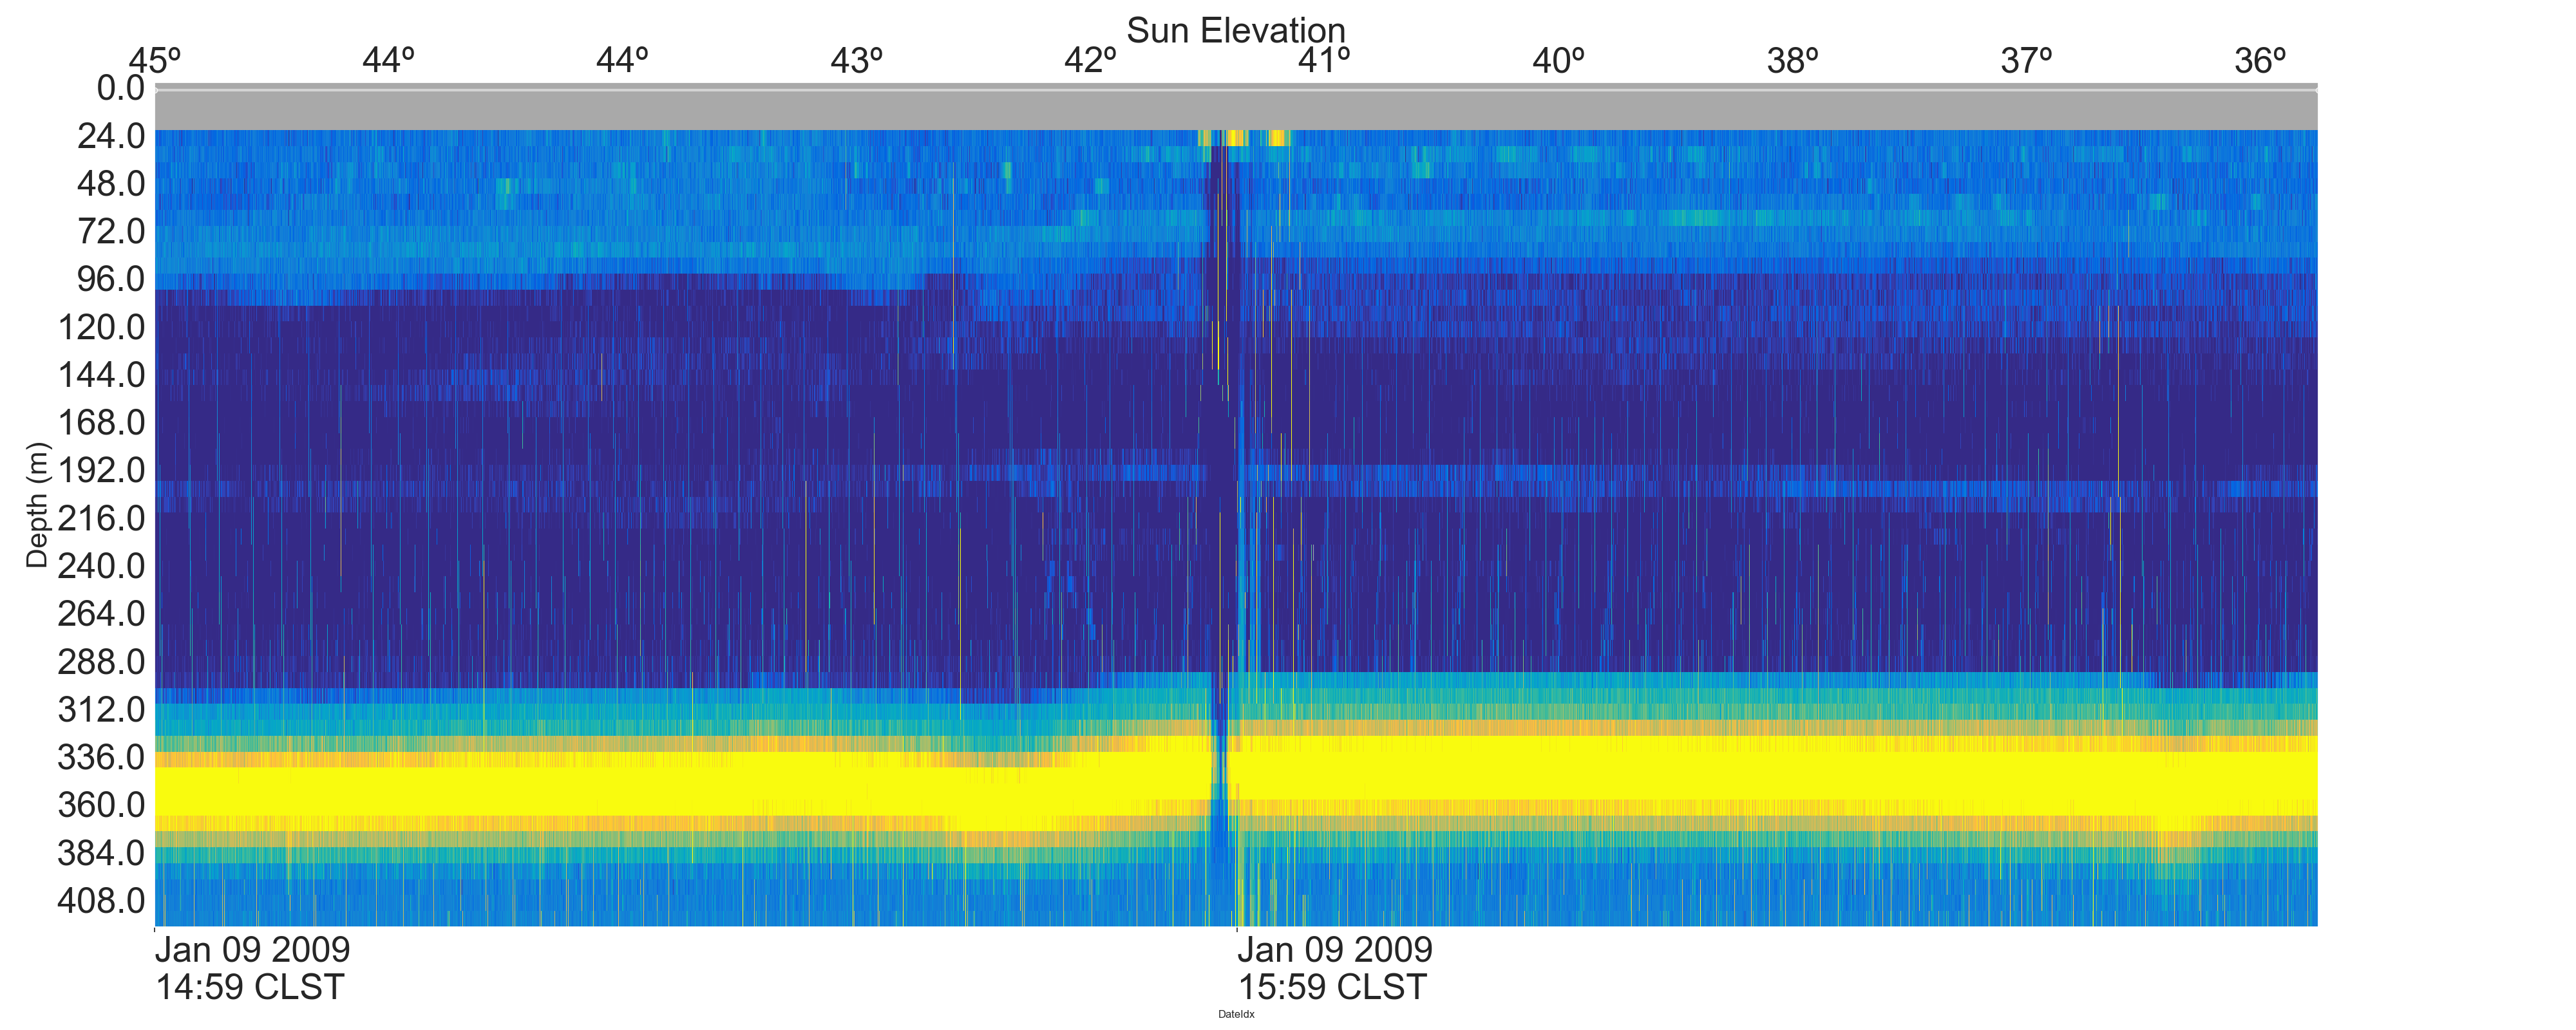 Sun Elevation
45º 44º 44º 43º 42º 41º 40º 38º 37º 36º
0.0
24.0
48.0
72.0
96.0
120.0
144.0
168.0
192.0
216.0
240.0
264.0
288.0
312.0
336.0
360.0
384.0
408.0
Depth (m)
Jan 09 2009
14:59 CLST
Jan 09 2009
15:59 CLST
DateIdx